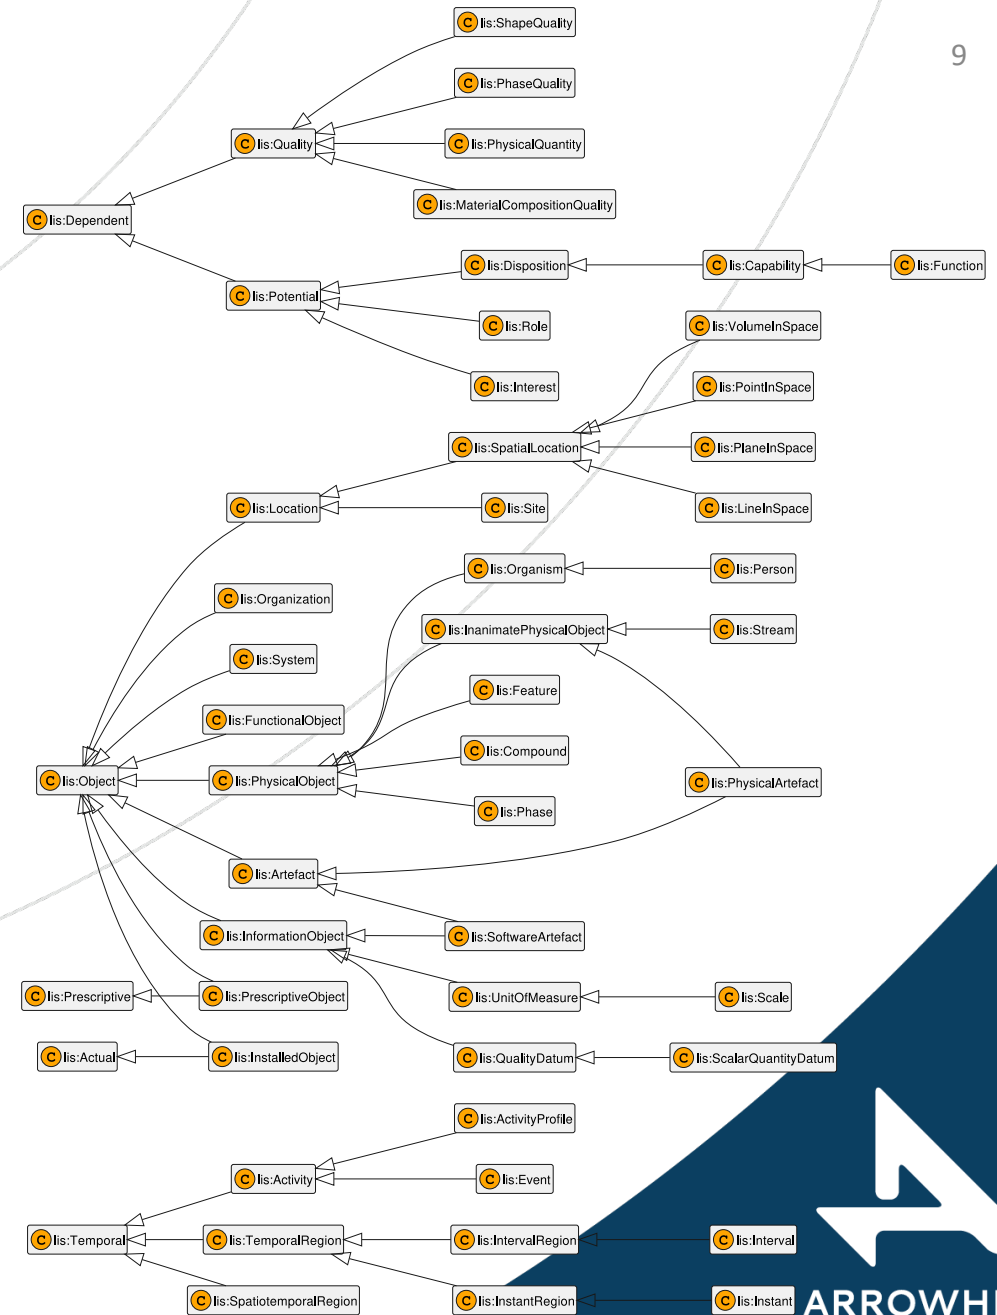 9
C lis:ShapeQuality
C lis:PhaseQuality
C lis:Quality
C lis:PhysicalQuantity
C lis:MaterialCompositionQuality
C lis:Dependent
C lis:Disposition
C lis:Capability
C lis:Function
C lis:Potential
C lis:Role
C lis:VolumeInSpace
C lis:Interest
C lis:PointInSpace
C lis:SpatialLocation
C lis:PlaneInSpace
C lis:Location
C lis:Site
C lis:LineInSpace
C lis:Organism
C lis:Person
C lis:Organization
C lis:InanimatePhysicalObject
C lis:Stream
C lis:System
C lis:Feature
C lis:FunctionalObject
C lis:Compound
C lis:Object
C lis:PhysicalObject
C lis:PhysicalArtefact
C lis:Phase
C lis:Artefact
C lis:InformationObject
C lis:SoftwareArtefact
C lis:Prescriptive
C lis:PrescriptiveObject
C lis:UnitOfMeasure
C lis:Scale
C lis:Actual
C lis:InstalledObject
C lis:QualityDatum
C lis:ScalarQuantityDatum
C lis:ActivityProfile
C lis:Activity
C lis:Event
C lis:Temporal
C lis:TemporalRegion
C lis:IntervalRegion
C lis:Interval
C lis:SpatiotemporalRegion
C lis:InstantRegion
C lis:Instant
ARROWH